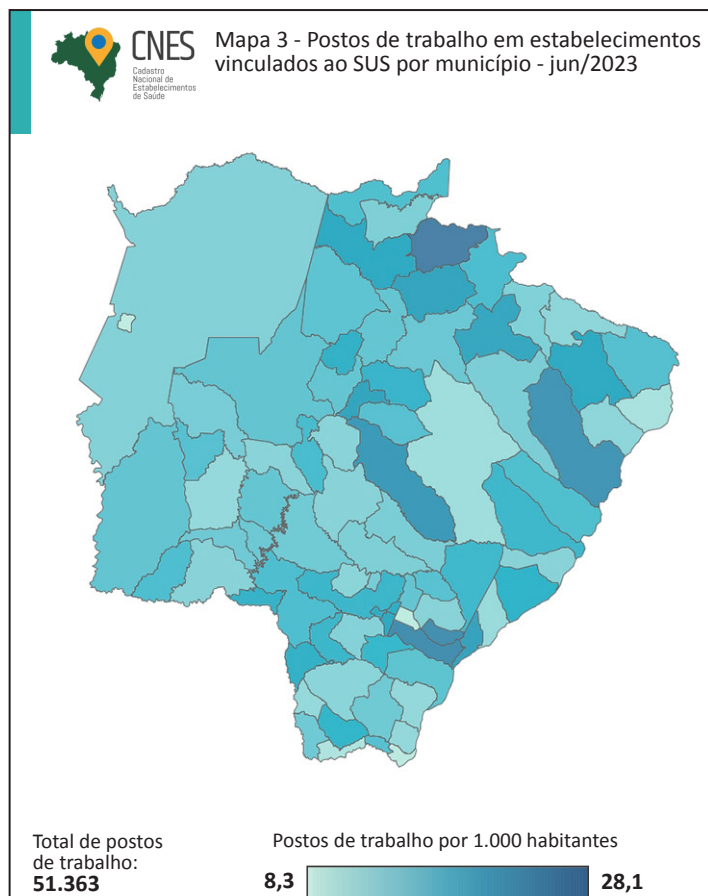 CNES
Cadastro
Nacional de
Estabelecimentos
de Saúde
Mapa 3 - Postos de trabalho em estabelecimentos
vinculados ao SUS por município - jun/2023
Total de postos
de trabalho:
51.363
Postos de trabalho por 1.000 habitantes
8,3
28,1